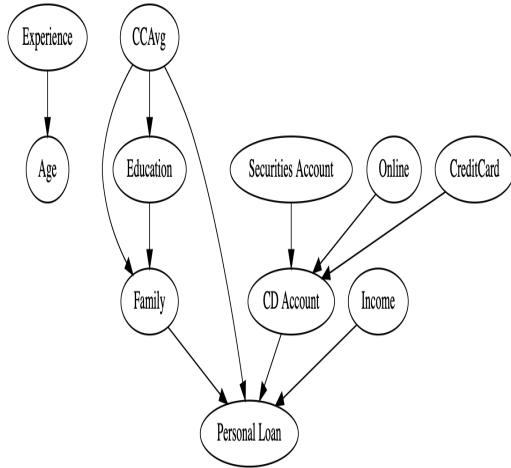 Experience
CCAvg
Age
Education
Securities Account
Online
CreditCard
Family
CD Account
Income
Personal Loan